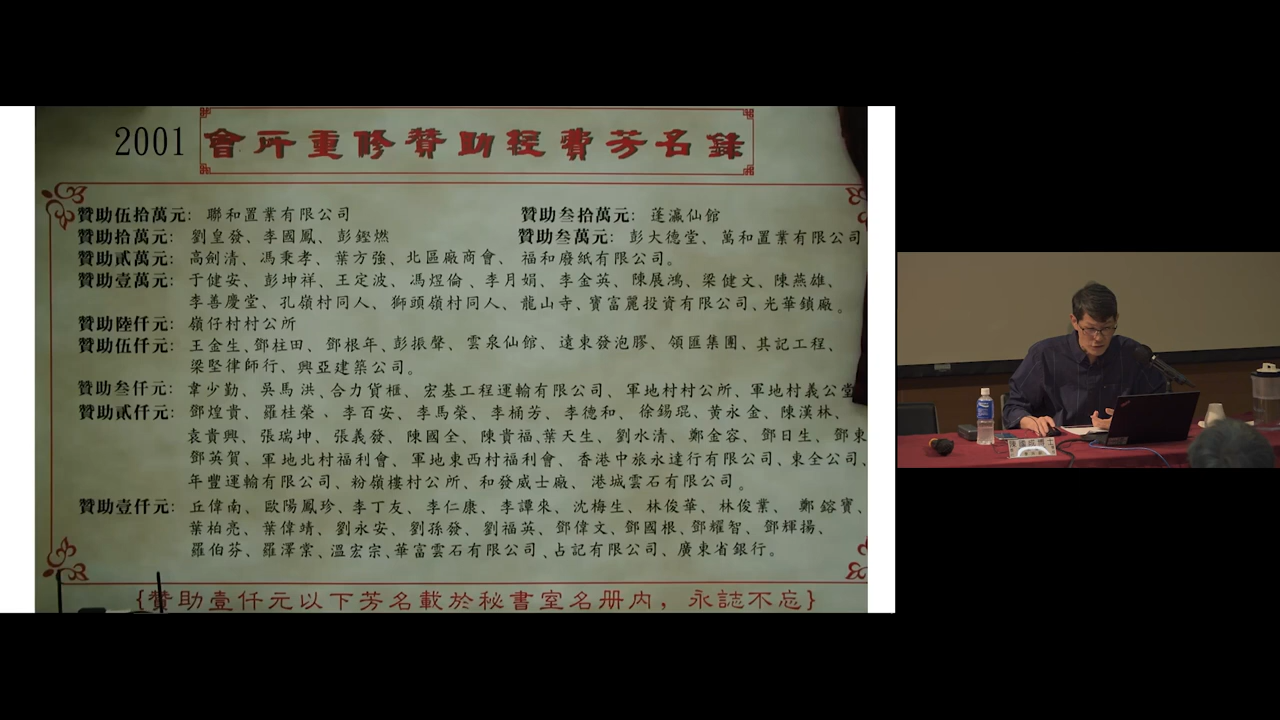 2001 會所重修贊助經費芳名錄
贊助伍拾萬元: 聯和置業有限公司 贊助叁拾萬元: 蓬瀛仙館
贊助拾萬元: 劉皇發、李國鳳、彭鏗燃 贊助叁萬元: 彭大德堂、萬和置業有限公司
贊助貳萬元: 高劍清、馮秉孝、葉方強、北區廠商會、福和廢紙有限公司。
贊助壹萬元: 于健安、彭坤祥、王定波、馮煜倫、李月娟、李金英、陳展鴻、梁健文、陳燕雄、
李善慶堂、孔嶺村同人、獅頭嶺村同人、龍山寺、寶富麗投資有限公司、光華鎖廠。
贊助陸仟元: 嶺仔村村公所
贊助伍仟元: 王金生、鄧柱田、鄧根年、彭振聲、雲泉仙館、遠東發泡膠、領匯集團、其記工程、
梁堅律師行、興亞建築公司。
贊助叁仟元: 韋少勤、吳馬洪、合力貨櫃、宏基工程運輸有限公司、軍地村村公所、軍地村義公堂
贊助貳仟元: 鄧煌貴、羅桂榮、李百安、李馬榮、李桶芳、李德和、徐錫琨、黃永金、陳漢林、
袁貴興、張瑞坤、張義發、陳國全、陳貴福、葉天生、劉水清、鄭金容、鄧日生、鄧東
鄧英賀、軍地北村福利會、軍地東西村福利會、香港中旅永達行有限公司、東全公司、
年豐運輸有限公司、粉嶺樓村公所、和發威士廠、港城雲石有限公司。
贊助壹仟元: 丘偉南、歐陽鳳珍、李丁友、李仁康、李譚來、沈梅生、林俊華、林俊業、鄭鎔寶、
葉柏亮、葉偉靖、劉永安、劉孫發、劉福英、鄧偉文、鄧國根、鄧耀智、鄧輝揚、
羅伯芬、羅澤棠、溫宏宗、華富雲石有限公司、占記有限公司、廣東省銀行。
{贊助壹仟元以下芳名載於秘書室名册内，永誌不忘}